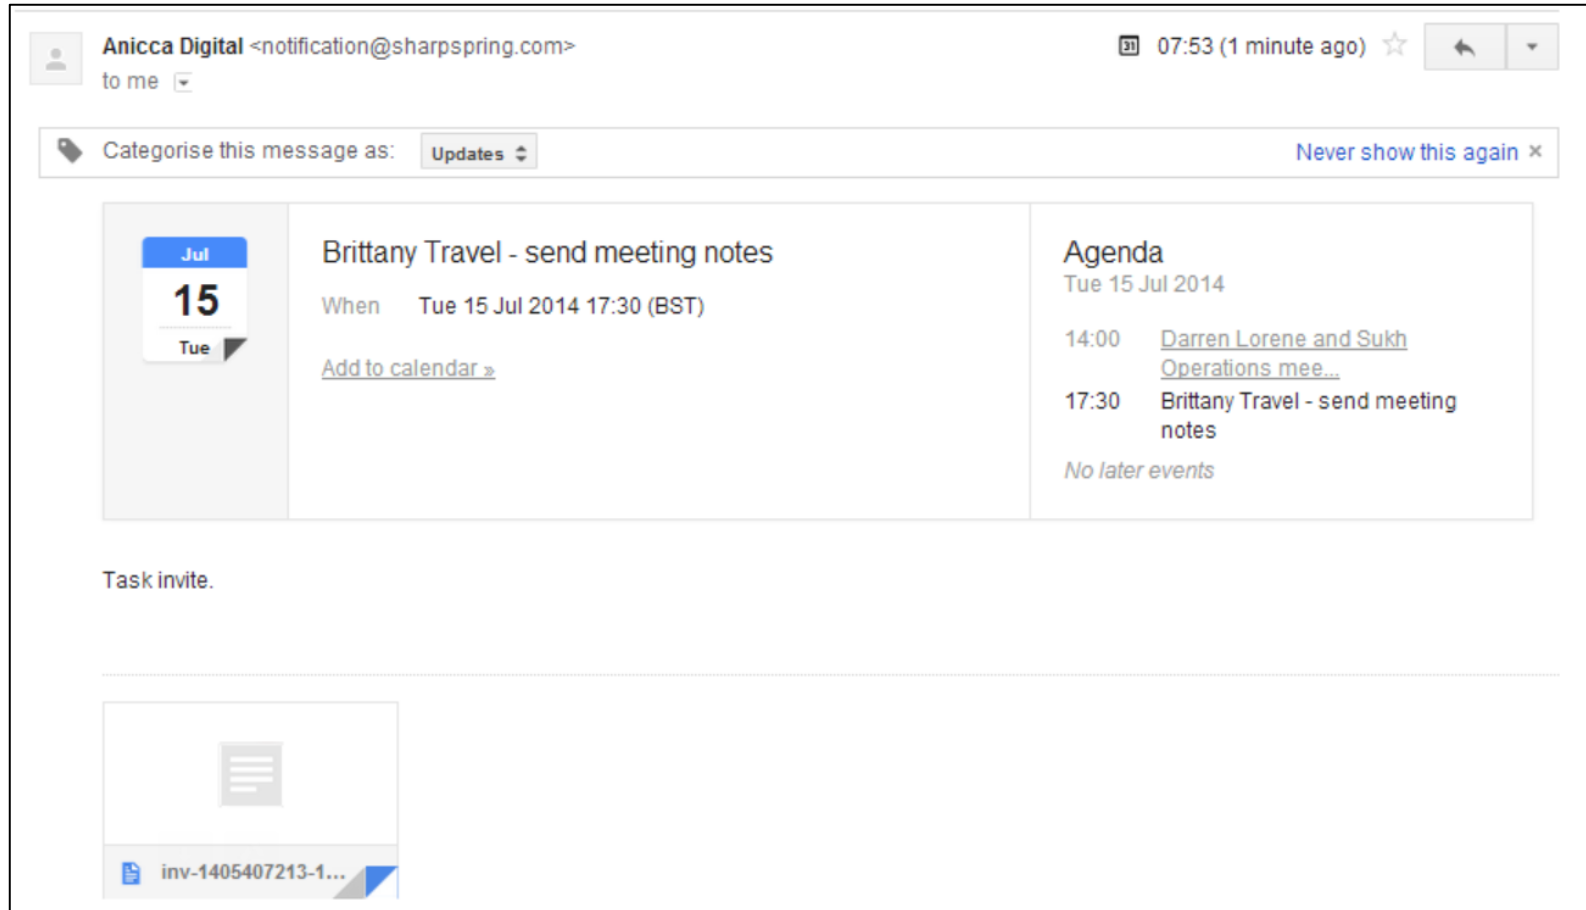 Anicca Digital <notification@sharpspring.com>
31 07:53 (1 minute ago)
to me
Categorise this message as: Updates
Never show this again ×
Jul
15
Tue
Brittany Travel - send meeting notes
When Tue 15 Jul 2014 17:30 (BST)
Add to calendar »
Agenda
Tue 15 Jul 2014
14:00 Darren Lorene and Sukh
Operations mee...
17:30 Brittany Travel - send meeting
notes
No later events
Task invite.
inv-1405407213-1...